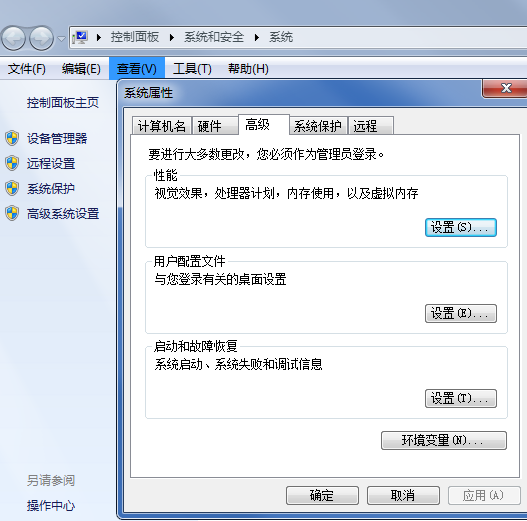 控制面板 系统和安全 系统
文件(F) 编辑(E) 查看(V) 工具(T) 帮助(H)
控制面板主页
设备管理器
远程设置
系统保护
高级系统设置
另请参阅
操作中心
系统属性
计算机名 硬件 高级 系统保护 远程
要进行大多数更改，您必须作为管理员登录。
性能
视觉效果，处理器计划，内存使用，以及虚拟内存
设置(S)...
用户配置文件
与您登录有关的桌面设置
设置(E)...
启动和故障恢复
系统启动、系统失败和调试信息
设置(T)...
环境变量(N)...
确定 取消 应用(A)